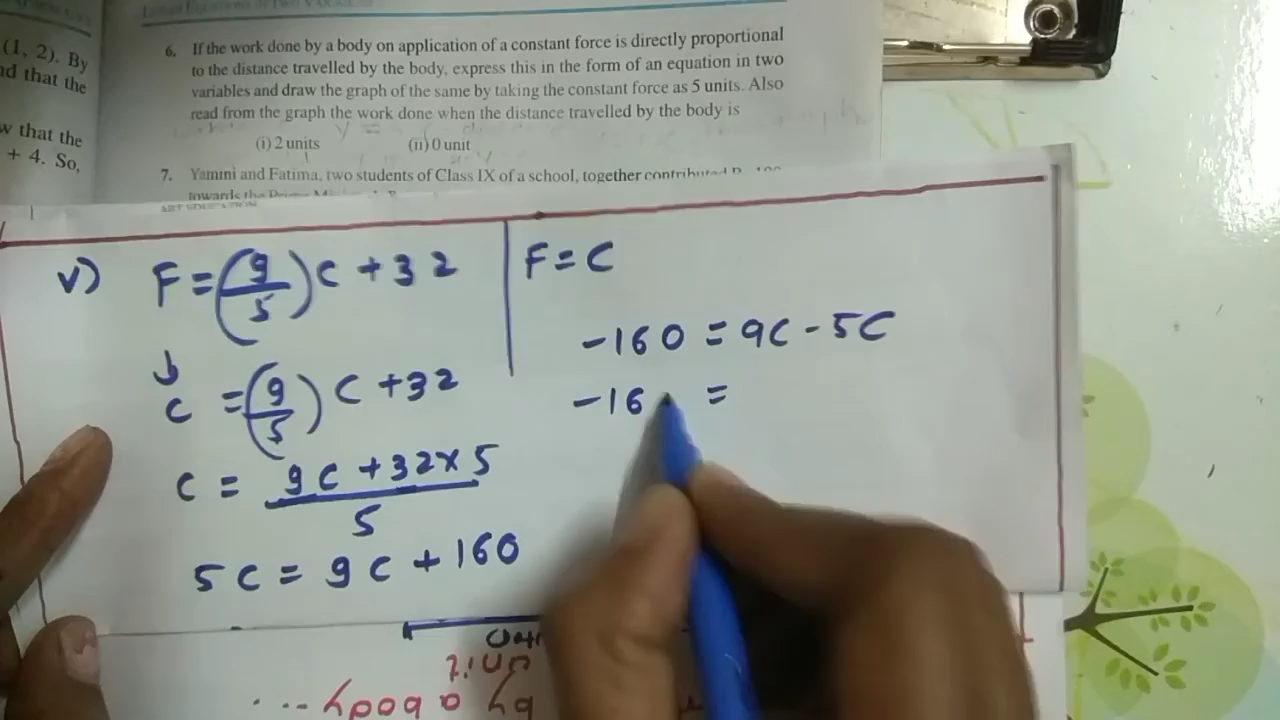 (1, 2). By
nd that the
w that the
+ 4. So,
6. If the work done by a body on application of a constant force is directly proportional
to the distance travelled by the body, express this in the form of an equation in two
variables and draw the graph of the same by taking the constant force as 5 units. Also
read from the graph the work done when the distance travelled by the body is
(i) 2 units (ii) 0 unit
7. Yamini and Fatima, two students of Class IX of a school, together contributed
towards the
v) F = (9/5) C + 32
C = (9/5) C + 32
C = 9C + 32 × 5 / 5
5C = 9C + 160
F = C
-160 = 9C - 5C
-16 =
unit
by a body ...